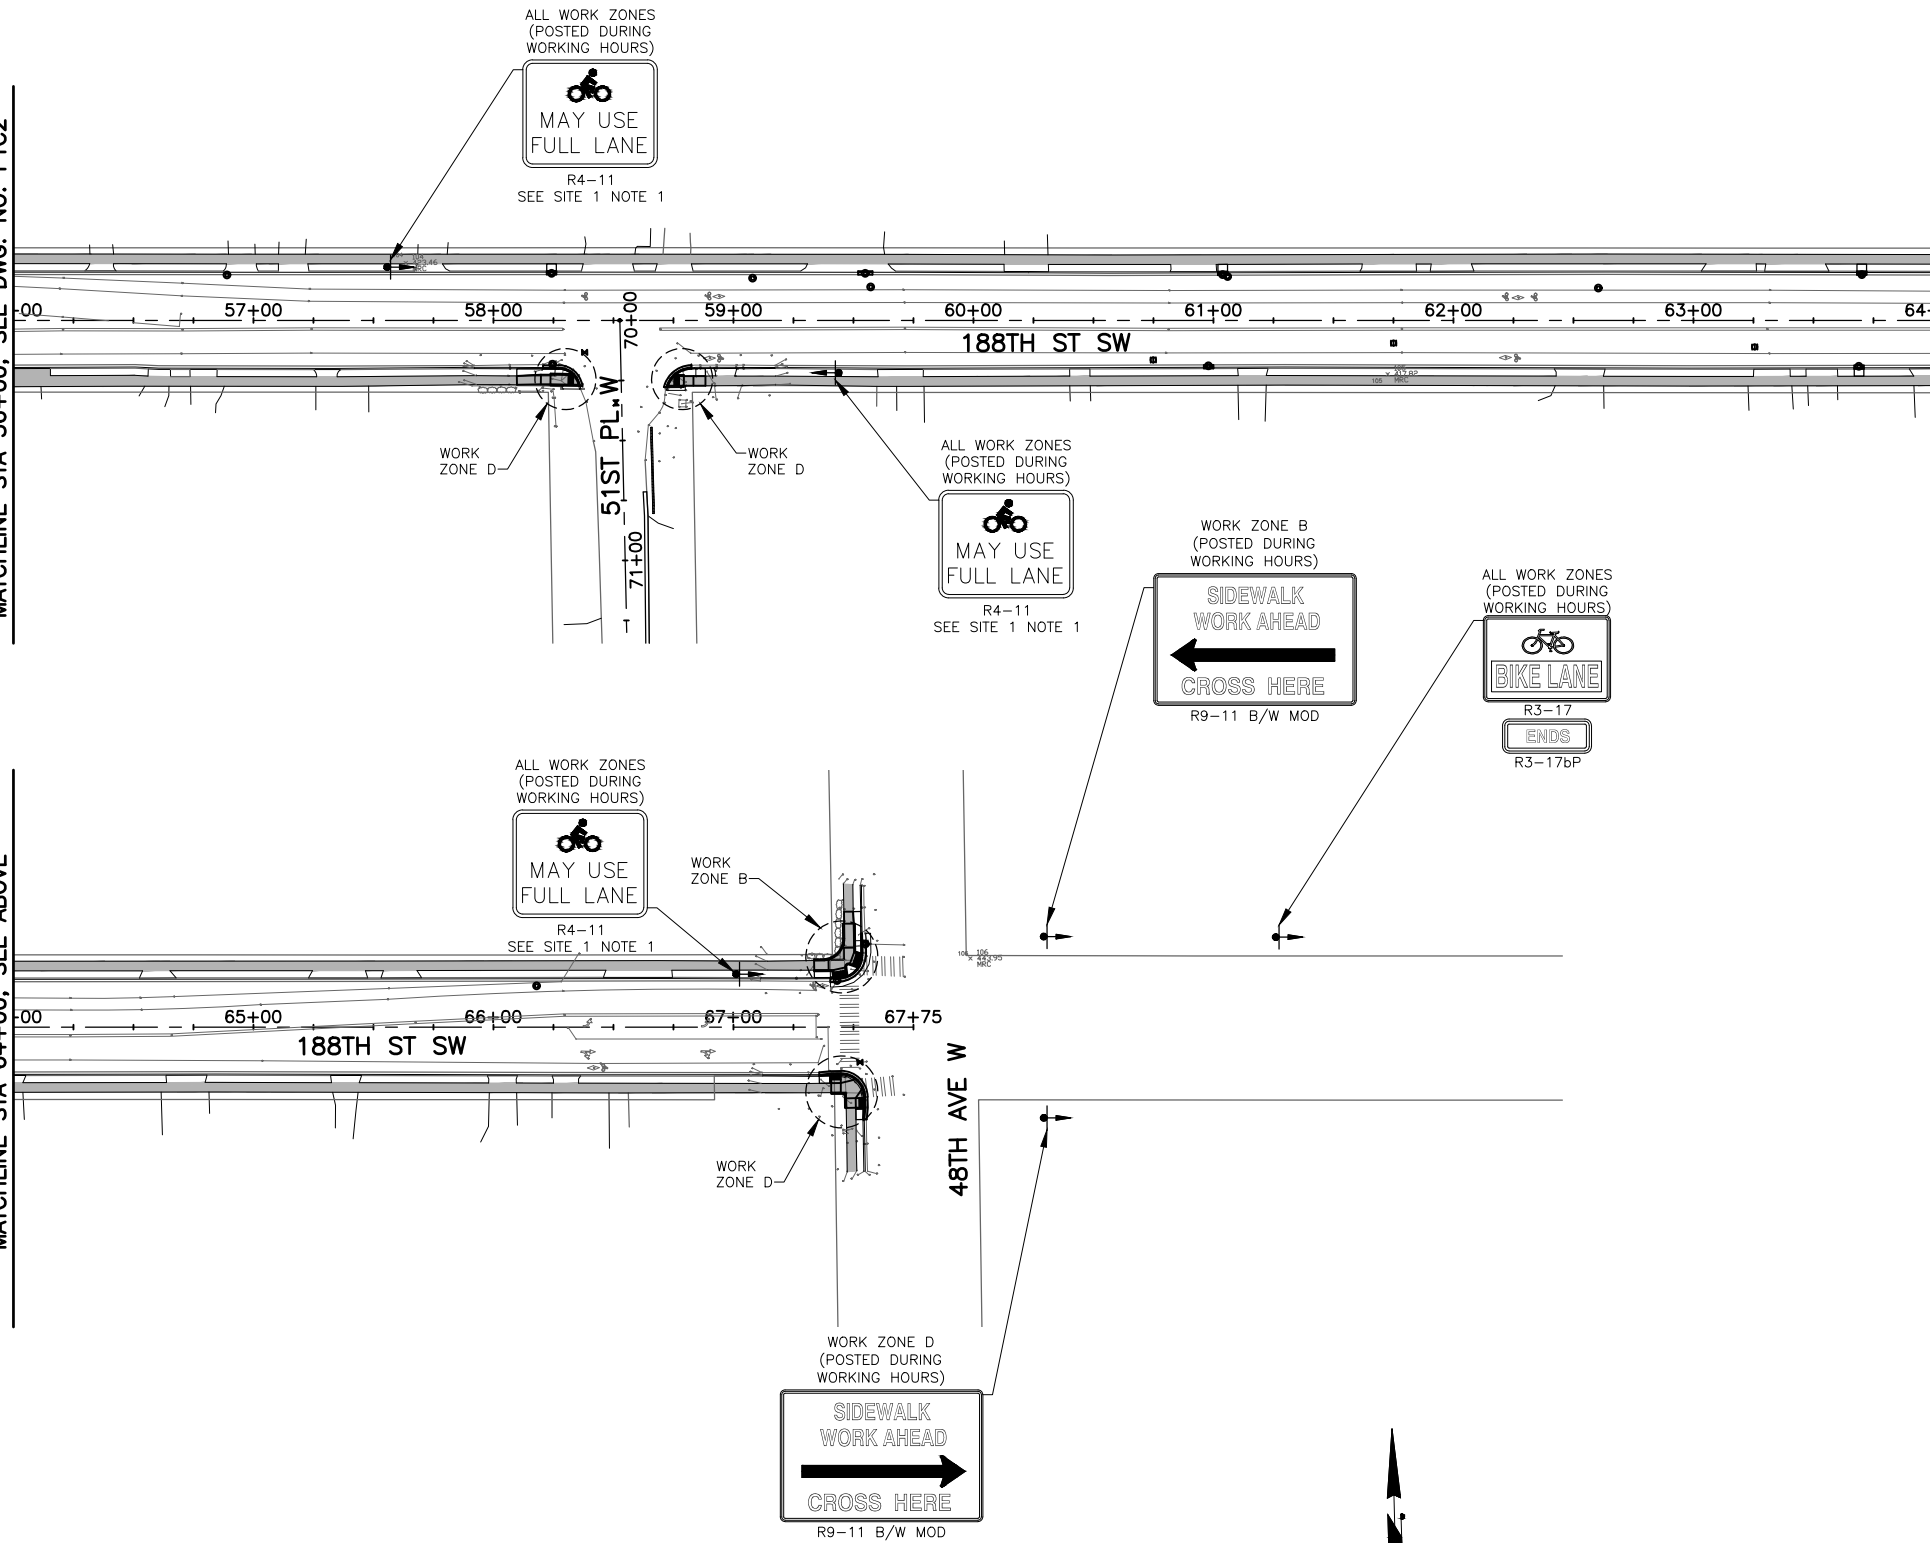 ALL WORK ZONES
(POSTED DURING
WORKING HOURS)
MAY USE
FULL LANE
R4-11
SEE SITE 1 NOTE 1
57+00
58+00
70+00
59+00
60+00
61+00
62+00
63+00
188TH ST SW
51ST PL W
71+00
WORK
ZONE D
WORK
ZONE D
ALL WORK ZONES
(POSTED DURING
WORKING HOURS)
MAY USE
FULL LANE
R4-11
SEE SITE 1 NOTE 1
WORK ZONE B
(POSTED DURING
WORKING HOURS)
SIDEWALK
WORK AHEAD
CROSS HERE
R9-11 B/W MOD
ALL WORK ZONES
(POSTED DURING
WORKING HOURS)
BIKE LANE
R3-17
ENDS
R3-17bP
ALL WORK ZONES
(POSTED DURING
WORKING HOURS)
MAY USE
FULL LANE
R4-11
SEE SITE 1 NOTE 1
WORK
ZONE B
106
443.95
MRC
65+00
66+00
67+00
67+75
188TH ST SW
48TH AVE W
WORK
ZONE D
WORK ZONE D
(POSTED DURING
WORKING HOURS)
SIDEWALK
WORK AHEAD
CROSS HERE
R9-11 B/W MOD